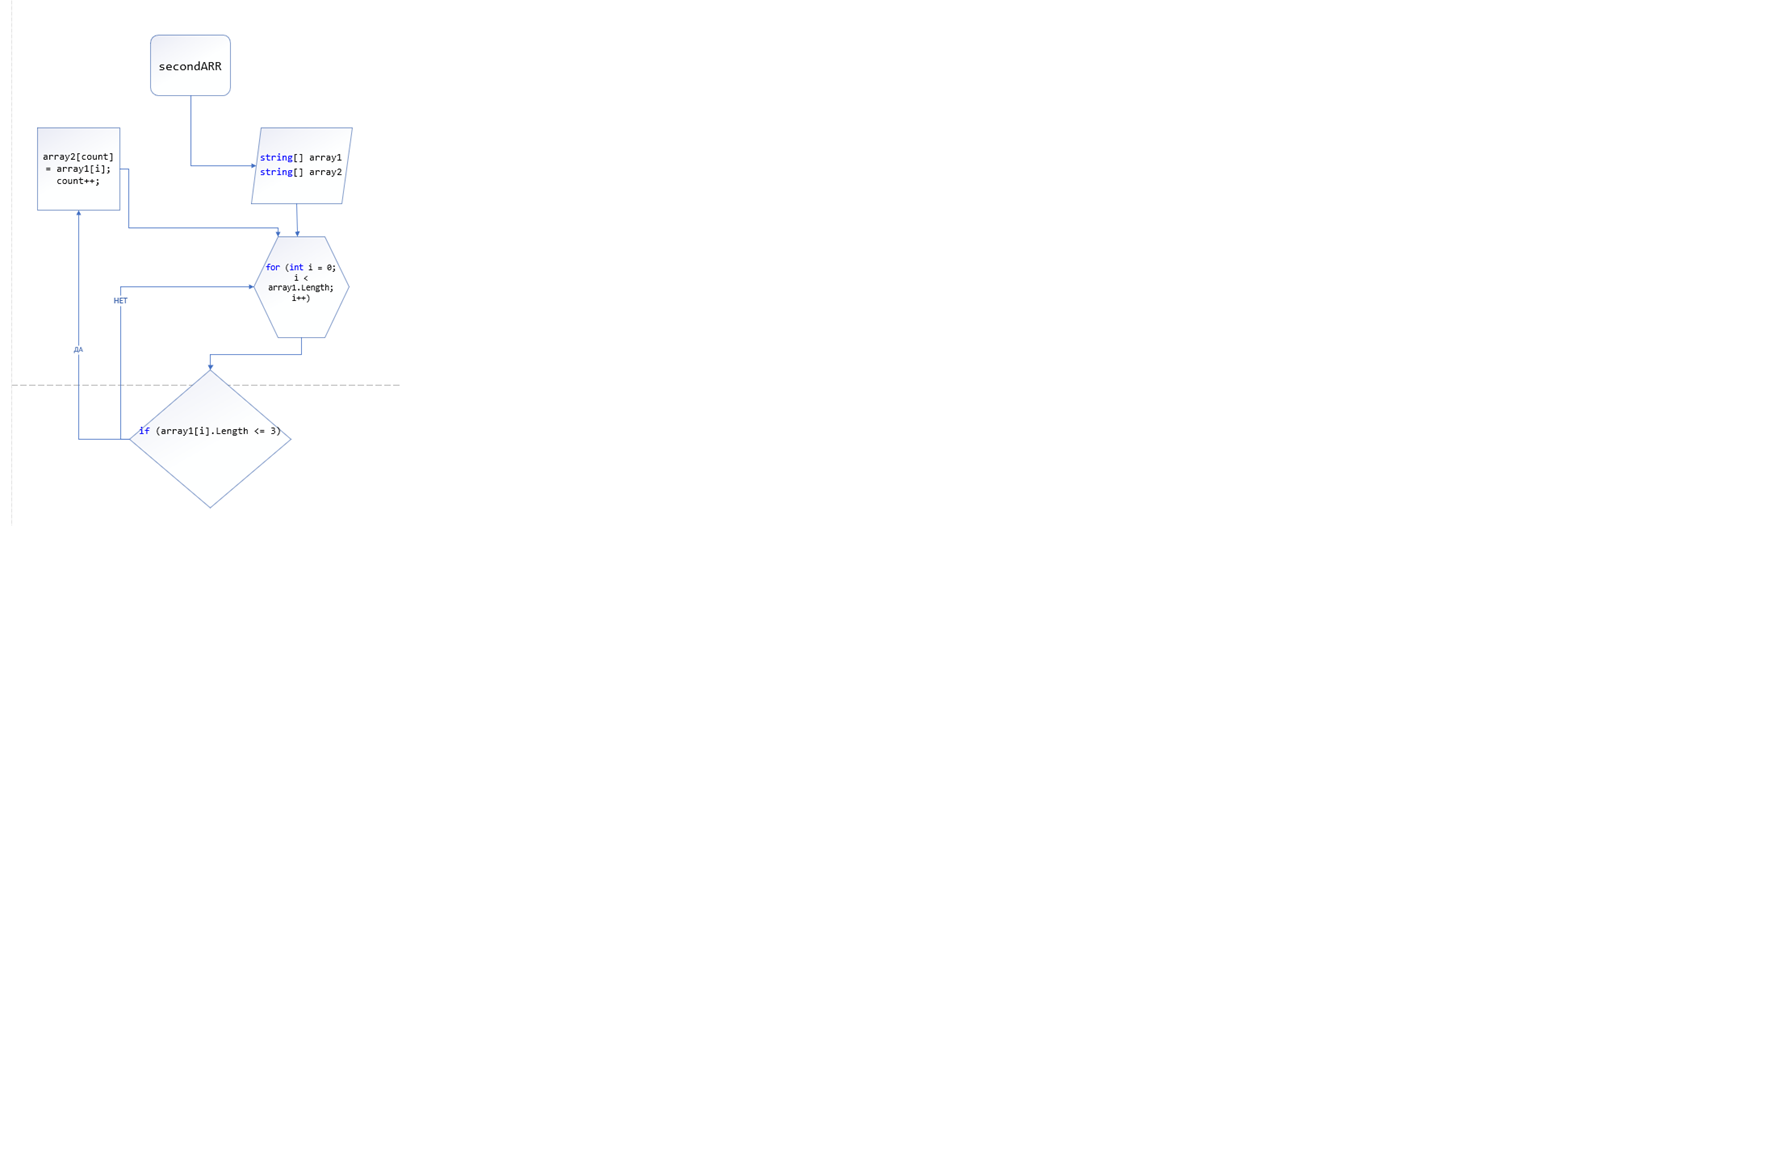 secondARR
string[] array1
string[] array2
array2[count]
= array1[i];
count++;
for (int i = 0;
i <
array1.Length;
i++)
НЕТ
ДА
if (array1[i].Length <= 3)